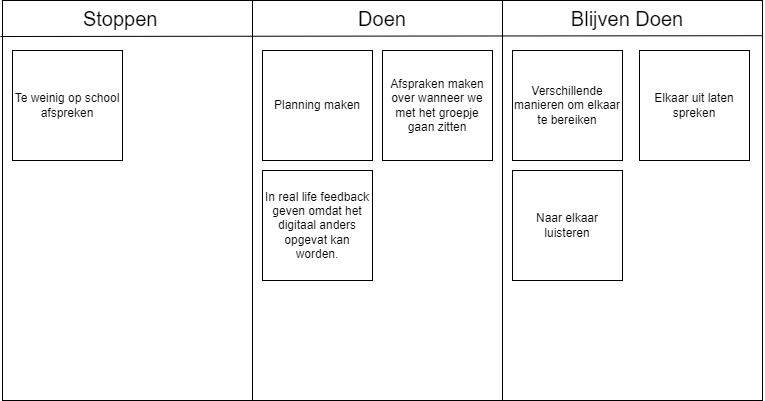 Stoppen
Doen
Blijven Doen
Te weinig op school
afspreken
Planning maken
Afspraken maken
over wanneer we
met het groepje
gaan zitten
Verschillende
manieren om elkaar
te bereiken
Elkaar uit laten
spreken
In real life feedback
geven omdat het
digitaal anders
opgevat kan
worden.
Naar elkaar
luisteren